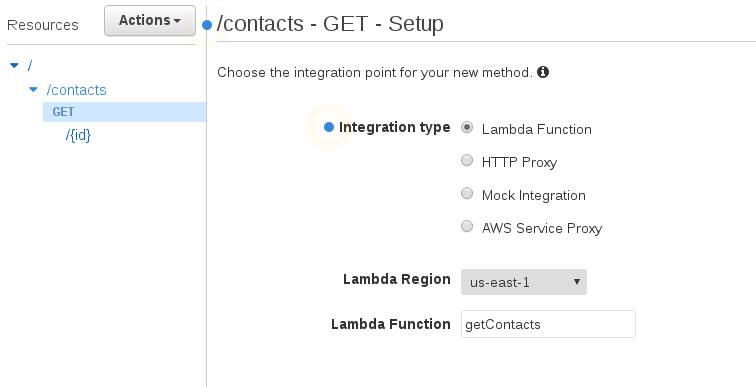 Resources
Actions
/contacts - GET - Setup
/
/contacts
GET
/{id}
Choose the integration point for your new method.
Integration type
Lambda Function
HTTP Proxy
Mock Integration
AWS Service Proxy
Lambda Region
us-east-1
Lambda Function
getContacts